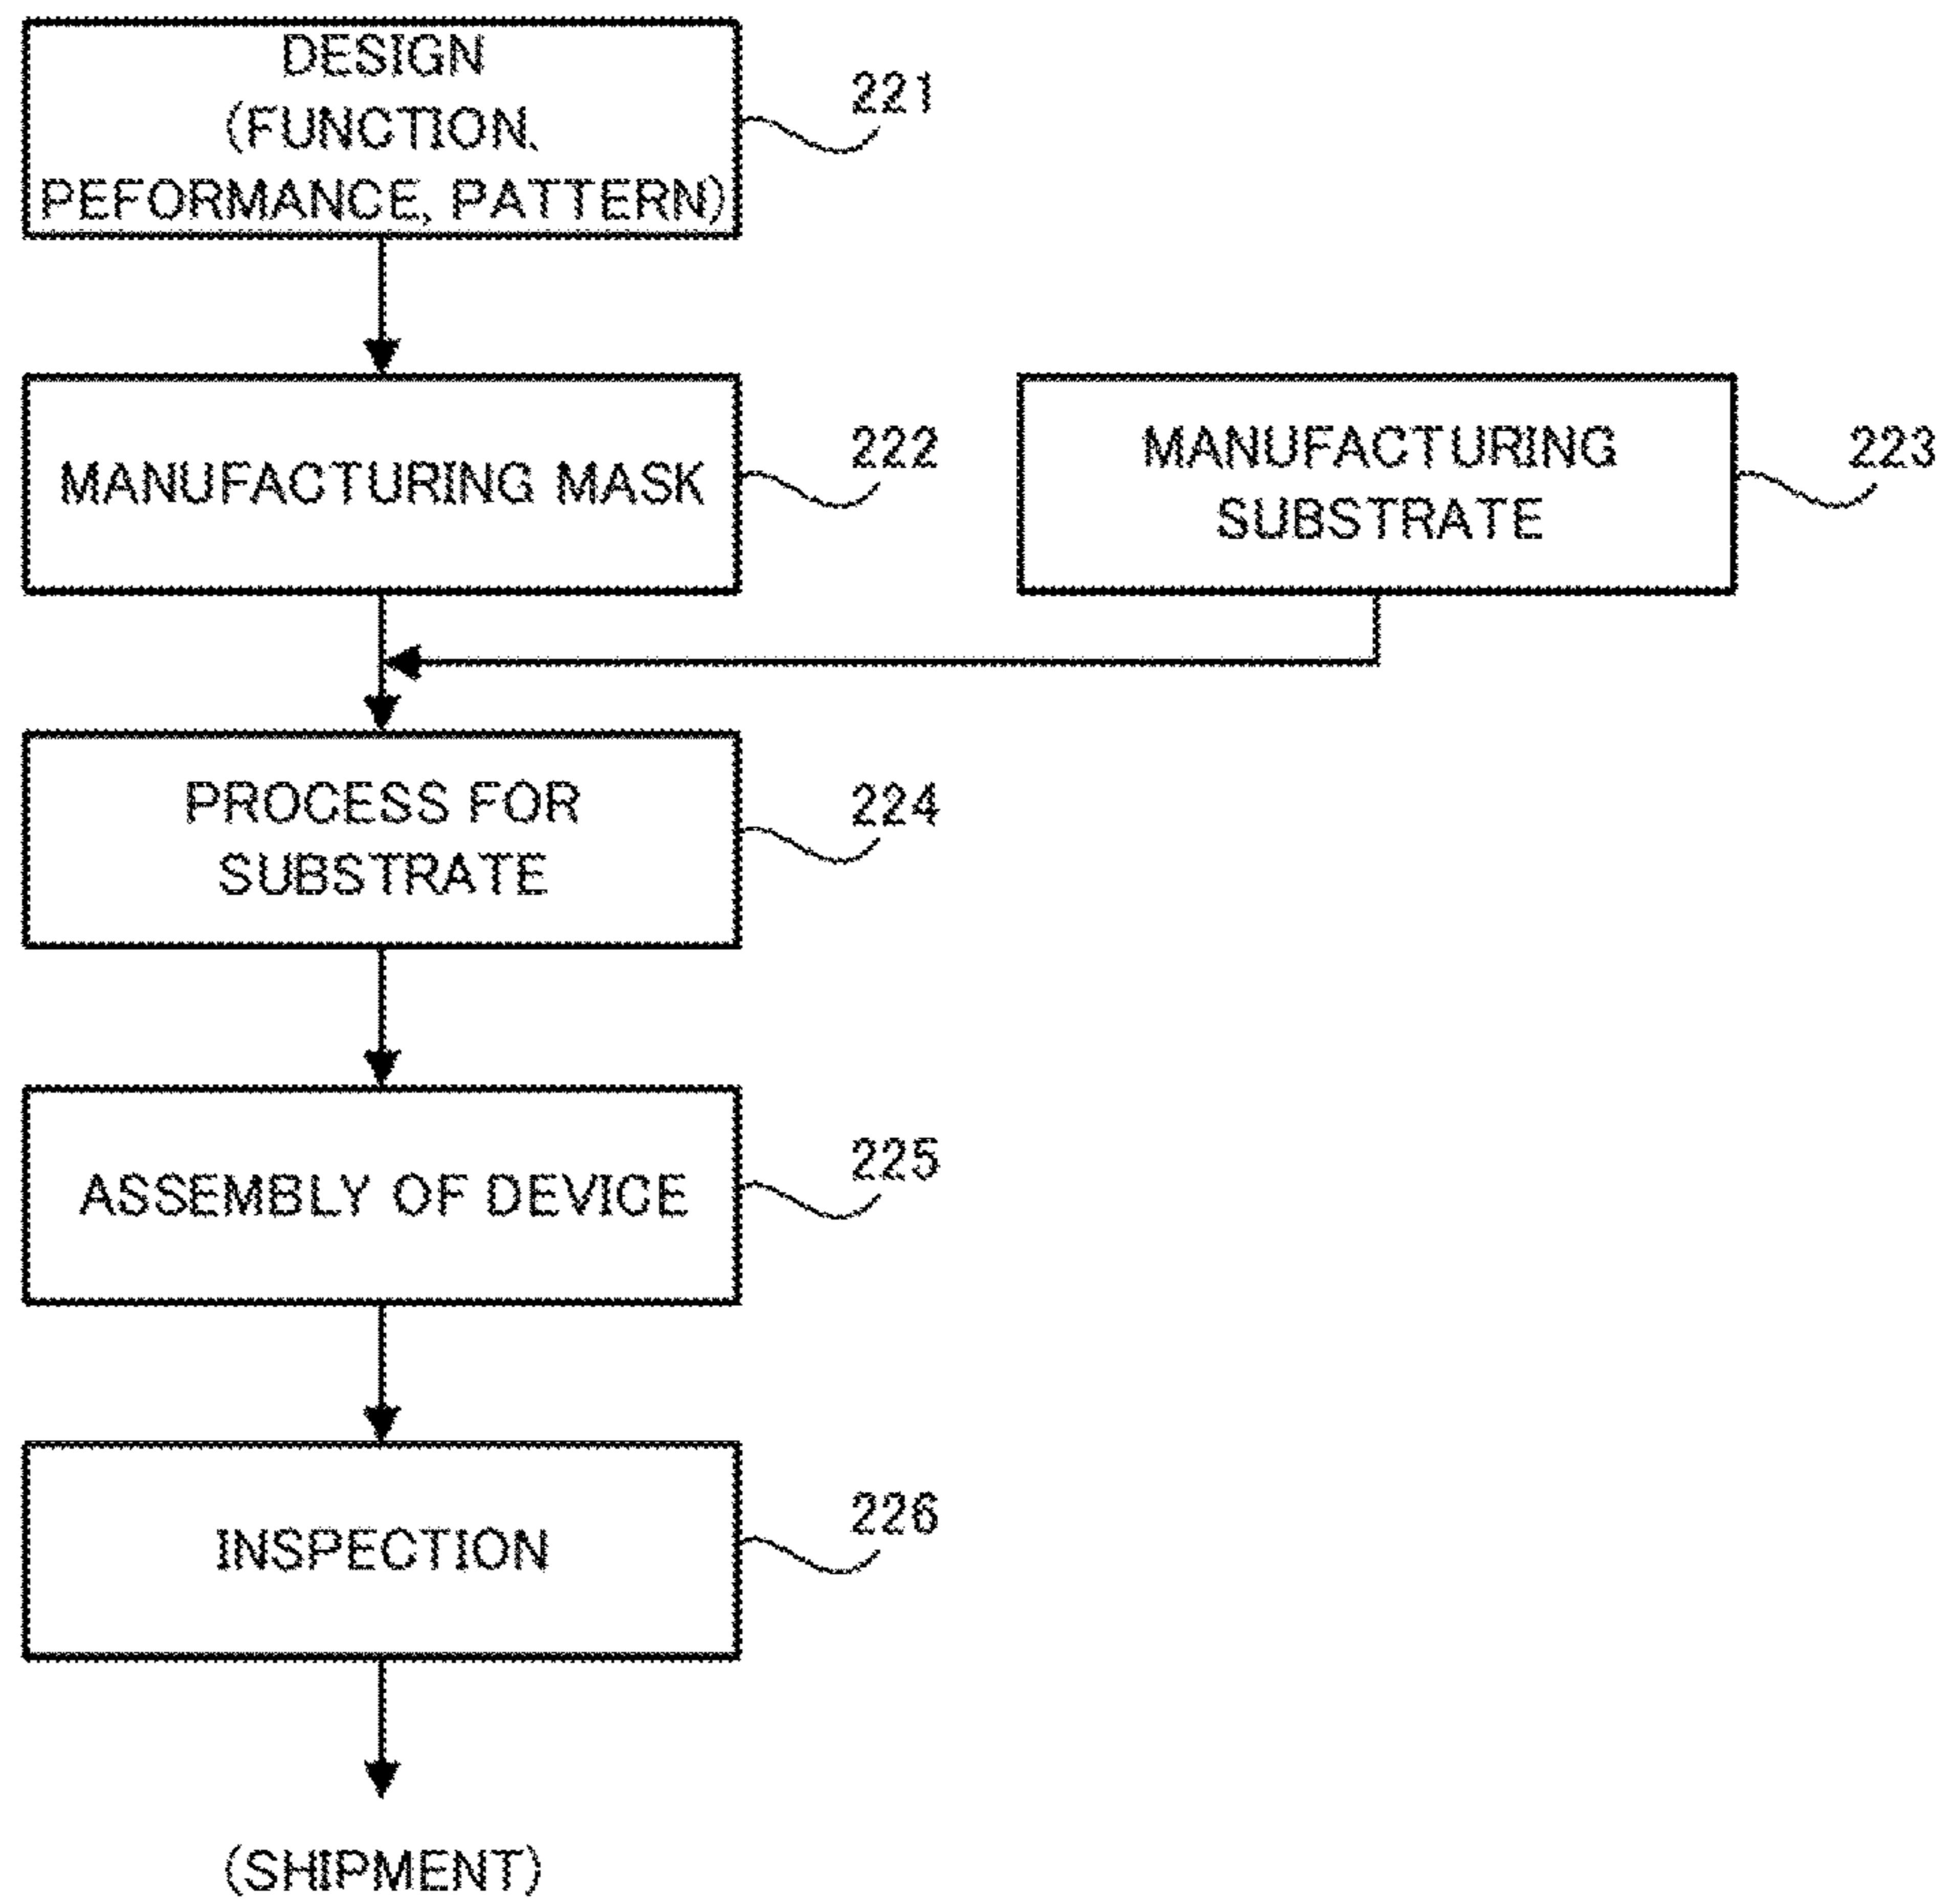 DESIGN
(FUNCTION,
PEFORMANCE, PATTERN)
221
MANUFACTURING MASK
222
MANUFACTURING
SUBSTRATE
223
PROCESS FOR
SUBSTRATE
224
ASSEMBLY OF DEVICE
225
INSPECTION
226
(SHIPMENT)